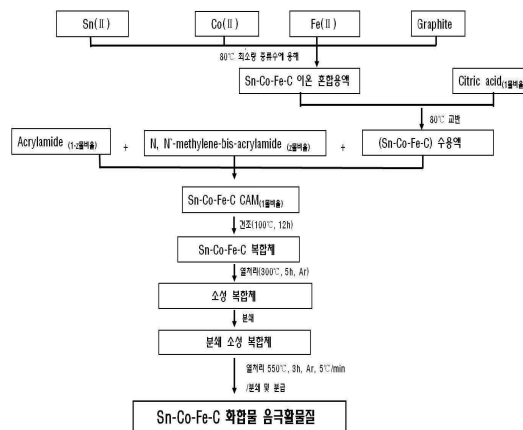 Sn(Ⅱ) Co(Ⅱ) Fe(Ⅱ) Graphite
80℃ 최소량 증류수에 용해
Sn-Co-Fe-C 이온 혼합용액 Citric acid(1몰비율)
80℃ 교반
Acrylamide (1-2몰비율) + N, N`-methylene-bis-acrylamide (2몰비율) + (Sn-Co-Fe-C) 수용액
Sn-Co-Fe-C CAM(1몰비율)
건조(100℃, 12h)
Sn-Co-Fe-C 복합체
열처리(300℃, 5h, Ar)
소성 복합체
분쇄
분쇄 소성 복합체
열처리 550℃, 3h, Ar, 5℃/min
/분쇄 및 분급
Sn-Co-Fe-C 화합물 음극활물질